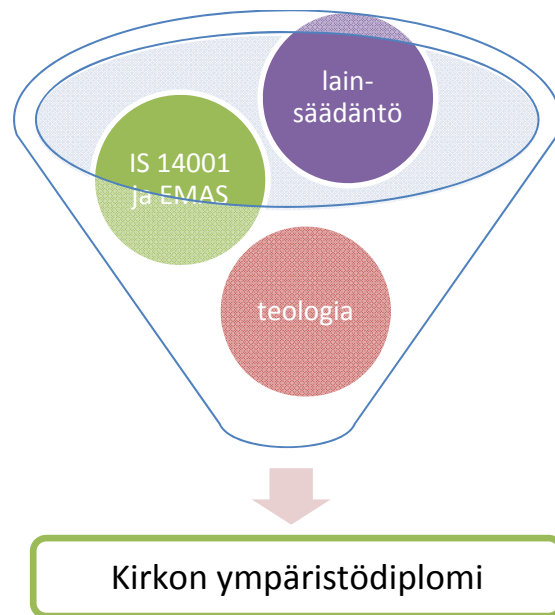 lain-
säädäntö
IS 14001
ja EMAS
teologia
Kirkon ympäristödiplomi